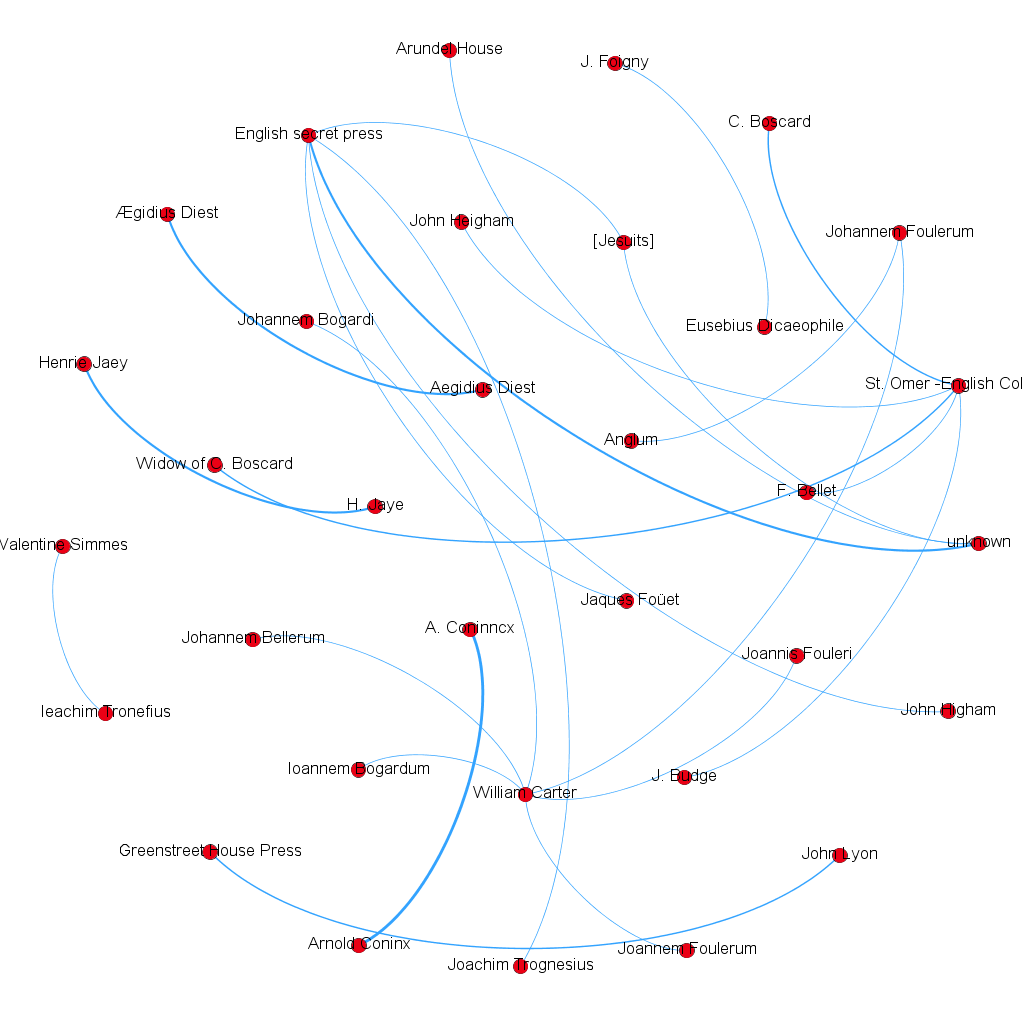 Arundel House
J. Foigny
C. Boscard
English secret press
Ægidius Diest
John Heigham
[Jesuits]
Johannem Foulerum
Johannem Bogardi
Eusebius Dicaeophile
Henrie Jaey
Aegidius Diest
St. Omer -English Col
Anglum
Widow of C. Boscard
F. Bellet
H. Jaye
Valentine Simmes
unknown
Jaques Foüet
A. Coninncx
Johannem Bellerum
Joannis Fouleri
Ieachim Tronefius
John Higham
Ioannem Bogardum
J. Budge
William Carter
Greenstreet House Press
John Lyon
Arnold Coninx
Joannem Foulerum
Joachim Trognesius